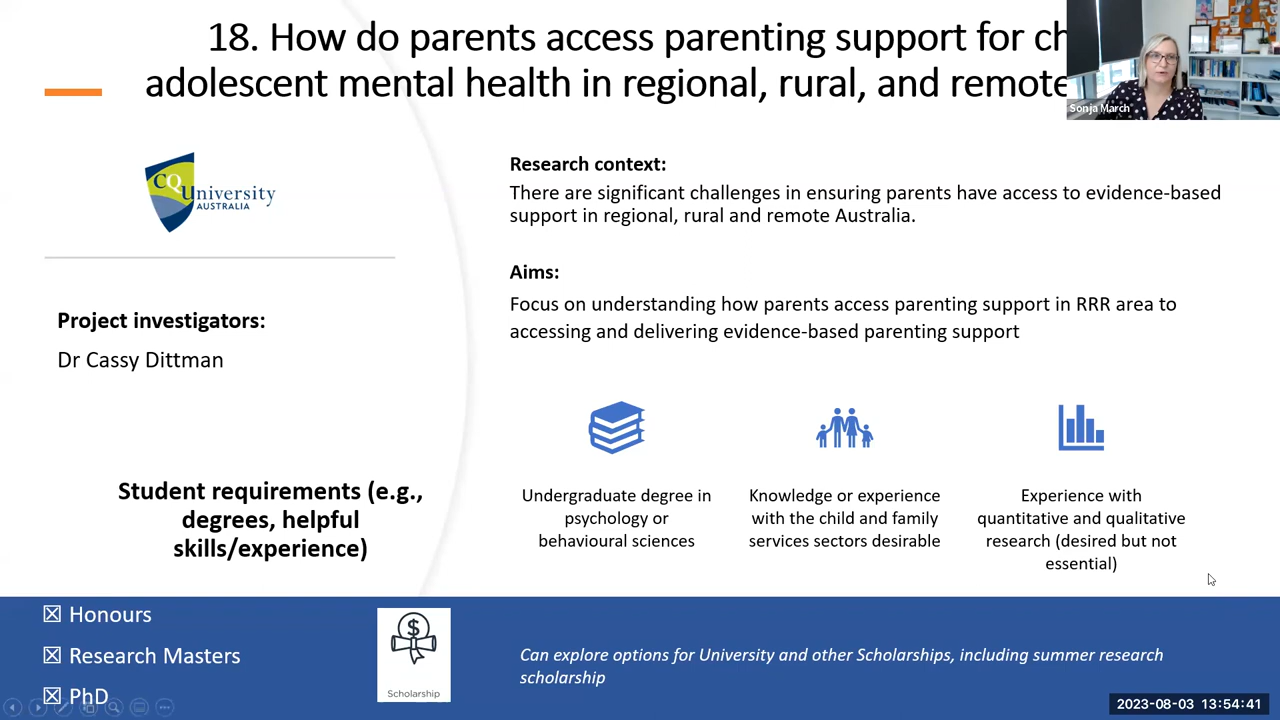 18. How do parents access parenting support for ch
adolescent mental health in regional, rural, and remote
Sonja March
CQUniversity
AUSTRALIA
Research context:
There are significant challenges in ensuring parents have access to evidence-based
support in regional, rural and remote Australia.
Aims:
Focus on understanding how parents access parenting support in RRR area to
accessing and delivering evidence-based parenting support
Project investigators:
Dr Cassy Dittman
Student requirements (e.g.,
degrees, helpful
skills/experience)
Undergraduate degree in
psychology or
behavioural sciences
Knowledge or experience
with the child and family
services sectors desirable
Experience with
quantitative and qualitative
research (desired but not
essential)
☒ Honours
☒ Research Masters
☒ PhD
$
Scholarship
Can explore options for University and other Scholarships, including summer research
scholarship
2023-08-03 13:54:41